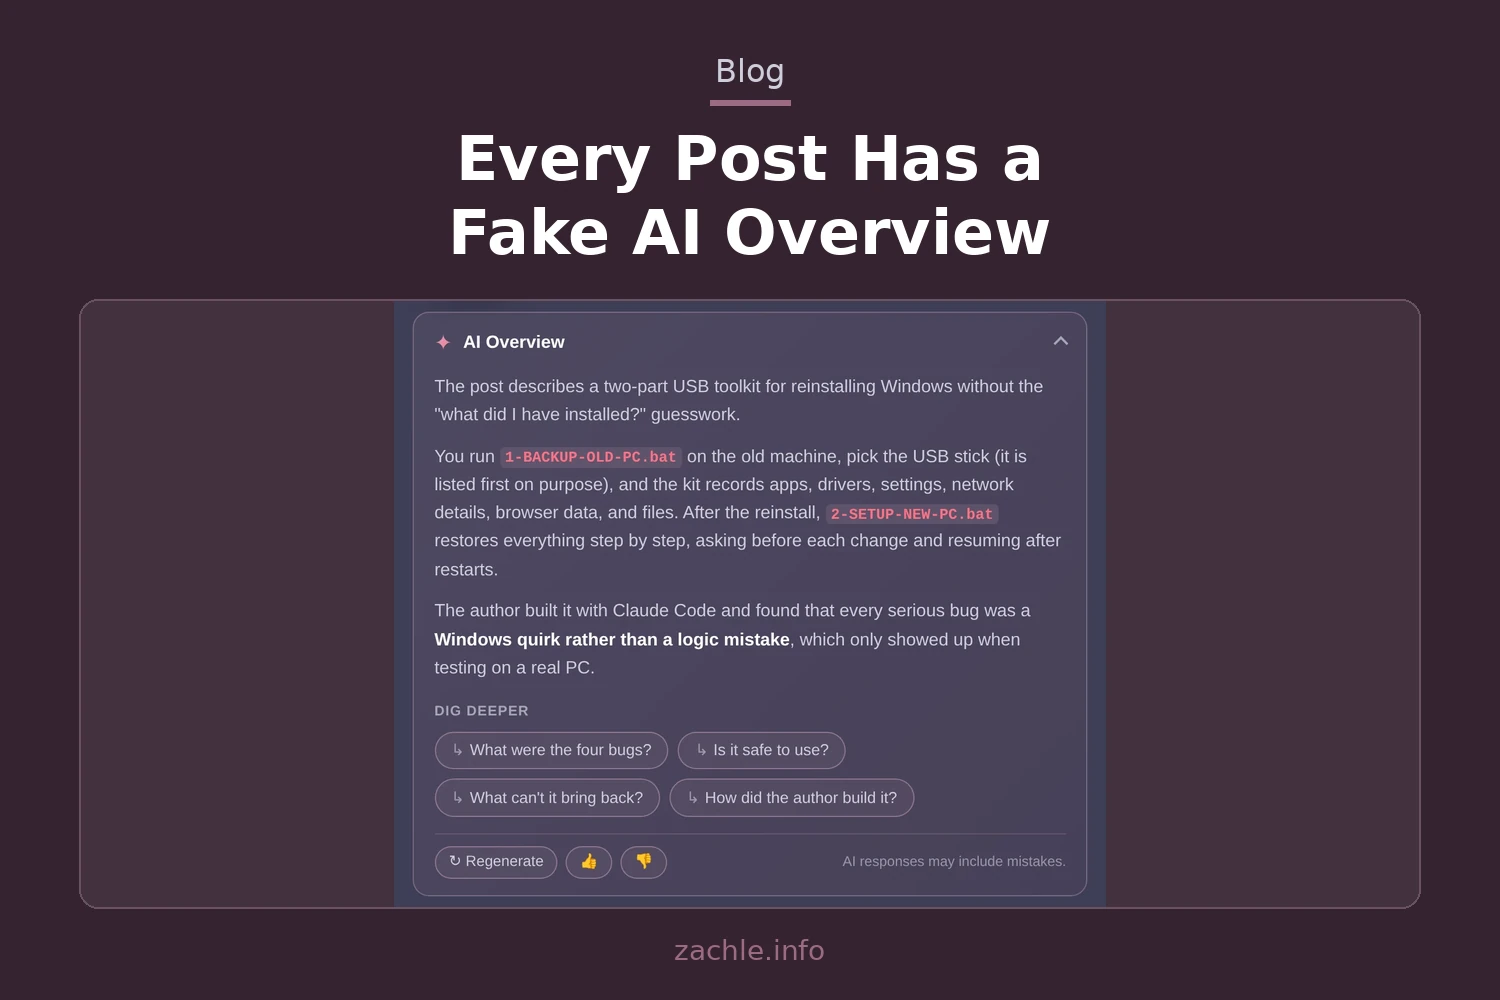 Blog
Every Post Has a
Fake AI Overview
AI Overview
The post describes a two-part USB toolkit for reinstalling Windows without the
"what did I have installed?" guesswork.
You run 1-BACKUP-OLD-PC.bat on the old machine, pick the USB stick (it is
listed first on purpose), and the kit records apps, drivers, settings, network
details, browser data, and files. After the reinstall, 2-SETUP-NEW-PC.bat
restores everything step by step, asking before each change and resuming after
restarts.
The author built it with Claude Code and found that every serious bug was a
Windows quirk rather than a logic mistake, which only showed up when
testing on a real PC.
DIG DEEPER
↳ What were the four bugs?
↳ Is it safe to use?
↳ What can't it bring back?
↳ How did the author build it?
↻ Regenerate 👍 👎
AI responses may include mistakes.
zachle.info